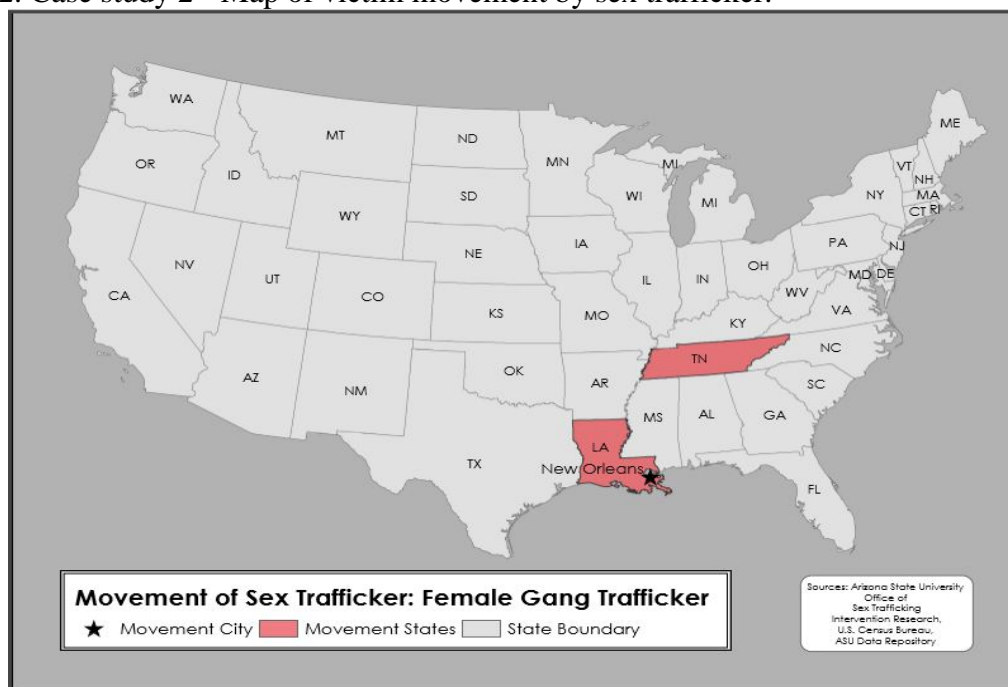 2. Case study 2 - Map of victim movement by sex trafficker.
WA
MT
ND
MN
ME
OR
ID
SD
WI
MI
MI
VT
NH
NY
MA
CT RI
WY
IA
PA
NJ
NE
NV
UT
IL
IN
OH
MD DE
WV
VA
CA
CO
KS
MO
KY
NC
TN
AZ
NM
OK
AR
SC
MS
AL
GA
TX
LA
New Orleans
FL
Movement of Sex Trafficker: Female Gang Trafficker
Movement City Movement States State Boundary
Sources: Arizona State University
Office of
Sex Trafficking
Intervention Research,
U.S. Census Bureau,
ASU Data Repository